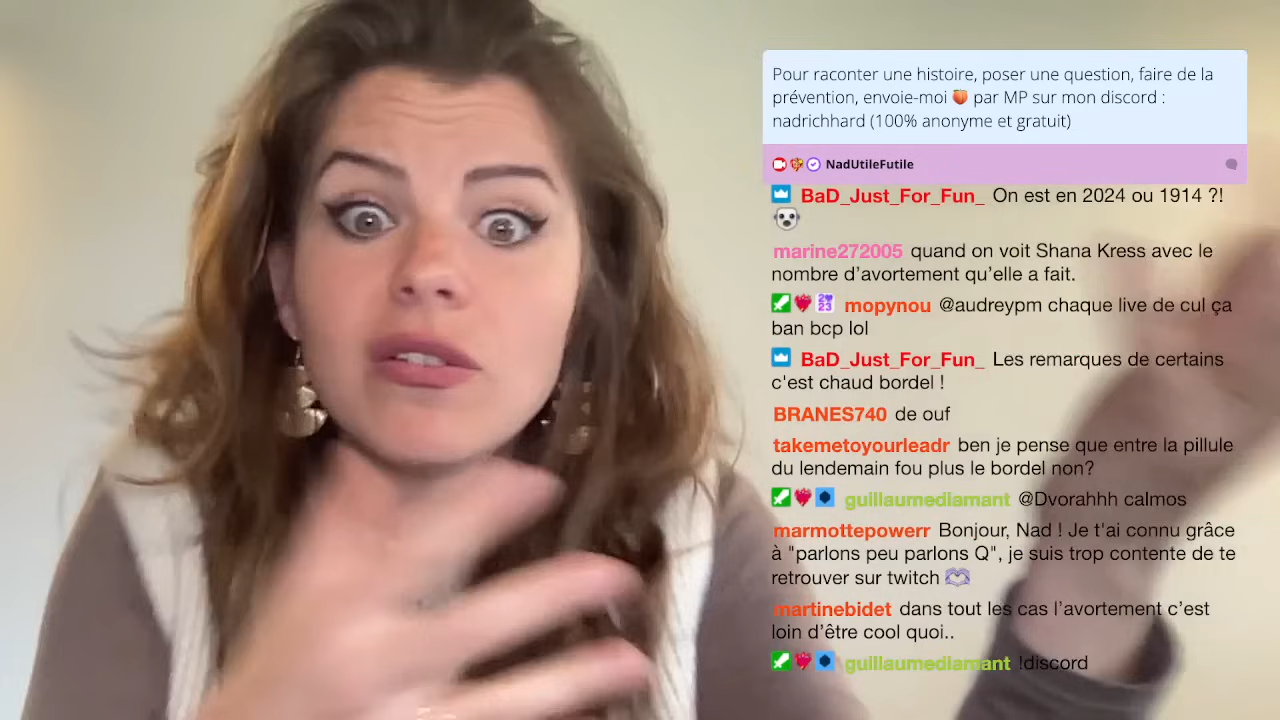 Pour raconter une histoire, poser une question, faire de la
prévention, envoie-moi 🍑 par MP sur mon discord :
nadrichhard (100% anonyme et gratuit)
NadUtileFutile
BaD_Just_For_Fun_ On est en 2024 ou 1914 ?!
marine272005 quand on voit Shana Kress avec le
nombre d’avortement qu’elle a fait.
2 23 mopynou @audreypm chaque live de cul ça
ban bcp lol
BaD_Just_For_Fun_ Les remarques de certains
c'est chaud bordel !
BRANES740 de ouf
takemetoyourleadr ben je pense que entre la pillule
du lendemain fou plus le bordel non?
guillaumediamant @Dvorahhh calmos
marmottepowerr Bonjour, Nad ! Je t'ai connu grâce
à "parlons peu parlons Q", je suis trop contente de te
retrouver sur twitch 🫶
martinebidet dans tout les cas l’avortement c’est
loin d’être cool quoi..
guillaumediamant !discord